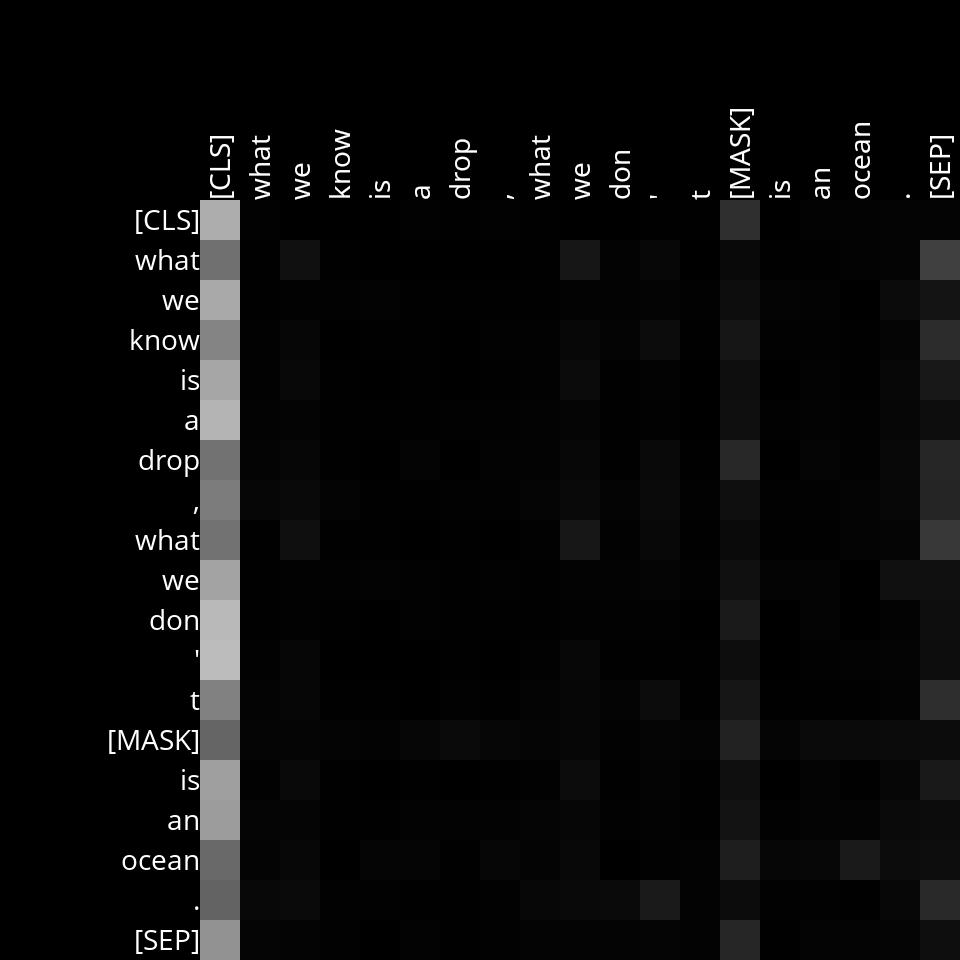 [CLS] what we know is a drop , what we don ' t [MASK] is an ocean . [SEP]
[CLS]
what
we
know
is
a
drop
,
what
we
don
'
t
[MASK]
is
an
ocean
.
[SEP]